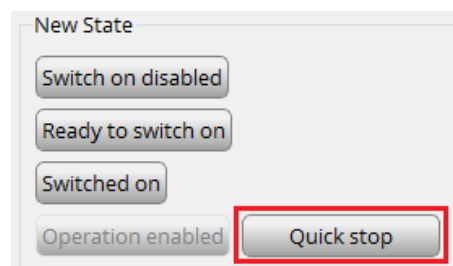 New State
Switch on disabled
Ready to switch on
Switched on
Operation enabled Quick stop